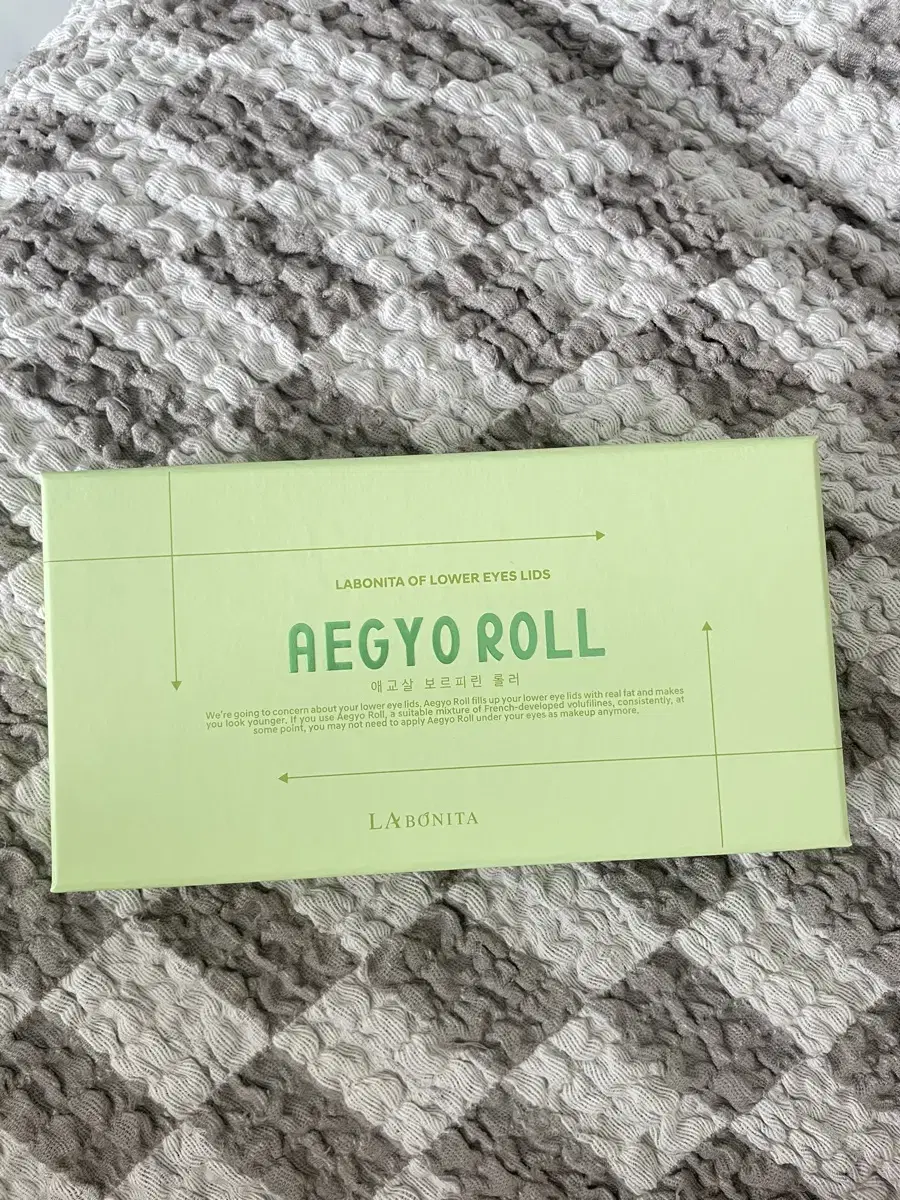 LABONITA OF LOWER EYES LIDS
AEGYO ROLL
애교살 보르피린 롤러
We're going to concern about your lower eye lids, Aegyo Roll fills up your lower eye lids with real fat and makes
you look younger. If you use Aegyo Roll, a suitable mixture of French-developed volufilines, consistently, at
some point, you may not need to apply Aegyo Roll under your eyes as makeup anymore.
LABONITA